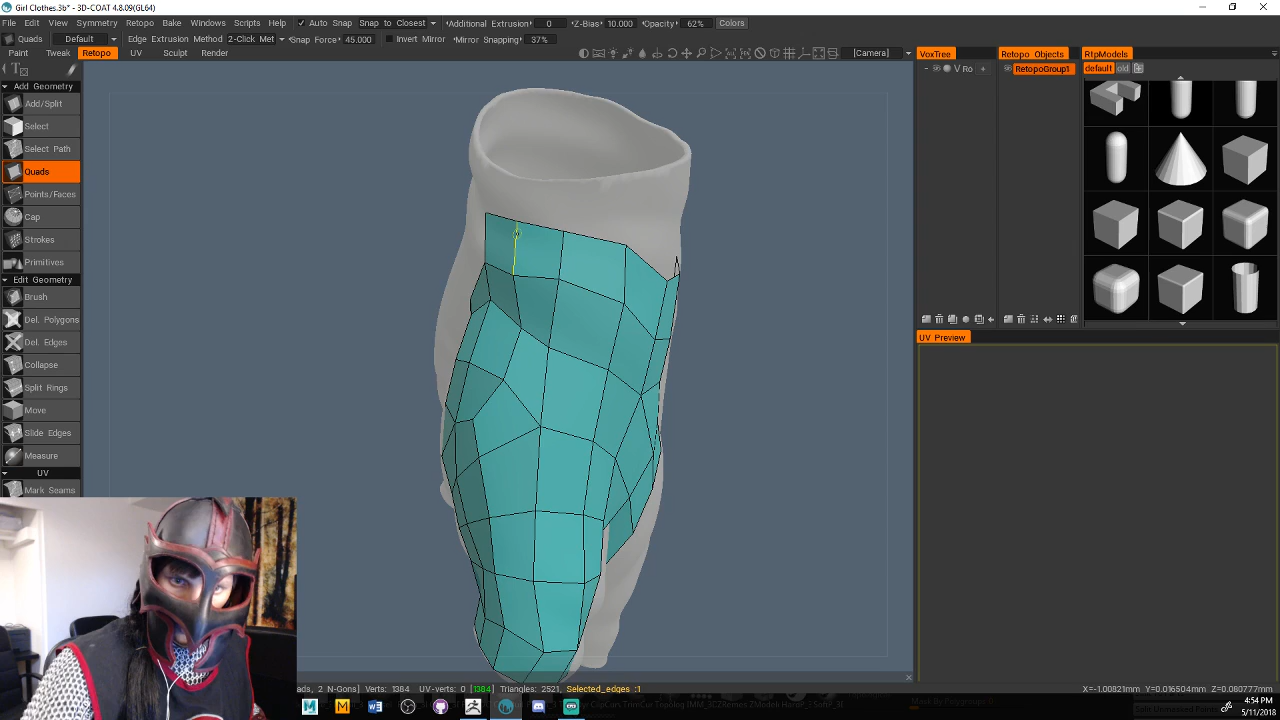 Girl Clothes.3b* - 3D-COAT 4.8.09(GL64)
File Edit View Symmetry Retopo Bake Windows Scripts Help Auto Snap Snap to Closest Additional Extrusion 0 Z-Bias 10.000 Opacity 62% Colors
Quads Default Edge Extrusion Method 2-Click Met Snap Force 45.000 Invert Mirror Mirror Snapping 37%
Paint Tweak Retopo UV Sculpt Render [Camera] VoxTree Retopo Objects RtpModels
V Ro + RetopoGroup1 default old
Add Geometry
Add/Split
Select
Select Path
Quads
Points/Faces
Cap
Strokes
Primitives
Edit Geometry
Brush
Del. Polygons
Del. Edges
Collapse
Split Rings
Move
Slide Edges
Measure
UV
Mark Seams
UV Preview
ads, 2 N-Gons] Verts: 1384 UV-verts: 0 [1384] Triangles: 2521, Selected_edges :1 X=-1.00821m Y=0.016504m Z=0.080777m
4:54 PM
5/11/2018